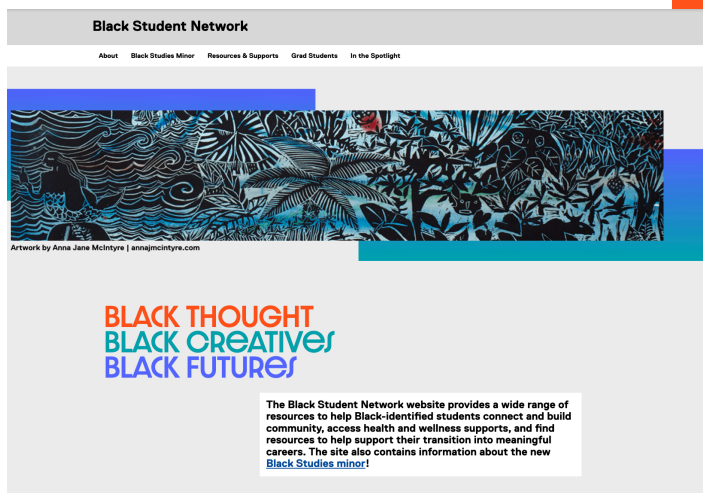 Black Student Network
About Black Studies Minor Resources & Supports Grad Students In the Spotlight
Artwork by Anna Jane McIntyre | annajmcintyre.com
BLACK THOUGHT
BLACK CREATIVES
BLACK FUTURES
The Black Student Network website provides a wide range of
resources to help Black-identified students connect and build
community, access health and wellness supports, and find
resources to help support their transition into meaningful
careers. The site also contains information about the new
Black Studies minor!